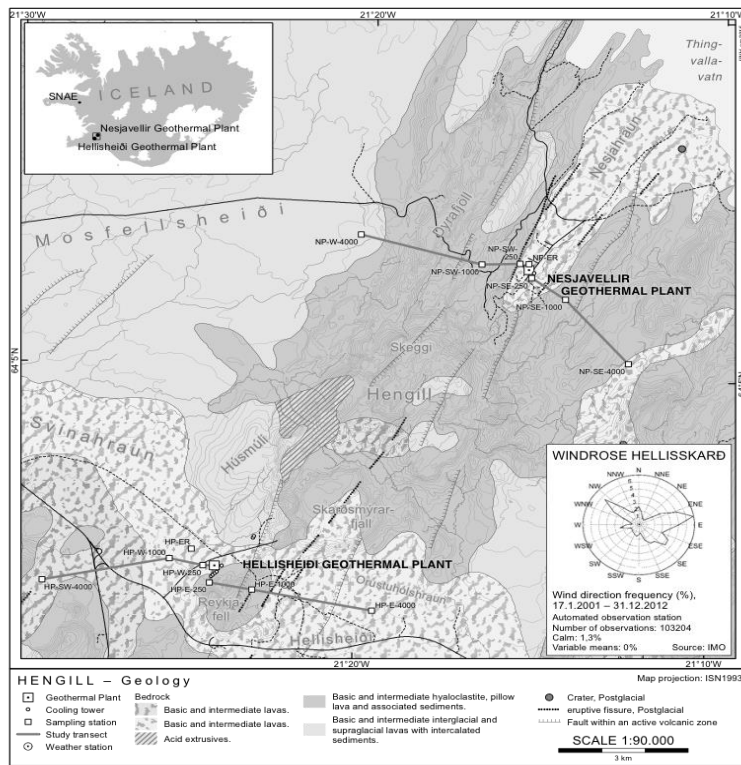 21°30'W
21°20'
21°10'
Thing-
valla-
vatn
ICELAND
SNAE
Nesjavellir Geothermal Plant
Hellisheiði Geothermal Plant
Nesjahraun
Mosfellsheiði
Dyrafjöll
NP-W-4000
NP-SW-
250
NP-ER
NP-SW-1000
NP-SE-250
NESJAVELLIR
GEOTHERMAL PLANT
NP-SE-1000
Skeggi
64°5'N
NP-SE-4000
Hengill
Svínahraun
Húsmúli
Skarðsmýrar-
fjall
HP-ER
HP-W-1000
HP-W-250
HELLISHEIÐI GEOTHERMAL PLANT
HP-SW-4000
HP-E-250
HP-E-1000
Orustuhólshraun
Reykja-
fell
HP-E-4000
Hellisheiði
WINDROSE HELLISSKARÐ
N
NNW
NNE
NW
WNW
ENE
W
E
WSW
ESE
SW
SE
SSW
SSE
S
Wind direction frequency (%),
17.1.2001 – 31.12.2012
Automated observation station
Number of observations: 103204
Calm: 1,3%
Variable means: 0%
Source: IMO
21°20'
21°10'
HENGILL – Geology
Map projection: ISN1993
Geothermal Plant
Cooling tower
Sampling station
Study transect
Weather station
Bedrock
Basic and intermediate lavas.
Basic and intermediate lavas.
Acid extrusives.
Basic and intermediate hyaloclastite, pillow
lava and associated sediments.
Basic and intermediate interglacial and
supraglacial lavas with intercalated
sediments.
Crater, Postglacial
eruptive fissure, Postglacial
Fault within an active volcanic zone
SCALE 1:90.000
3 km